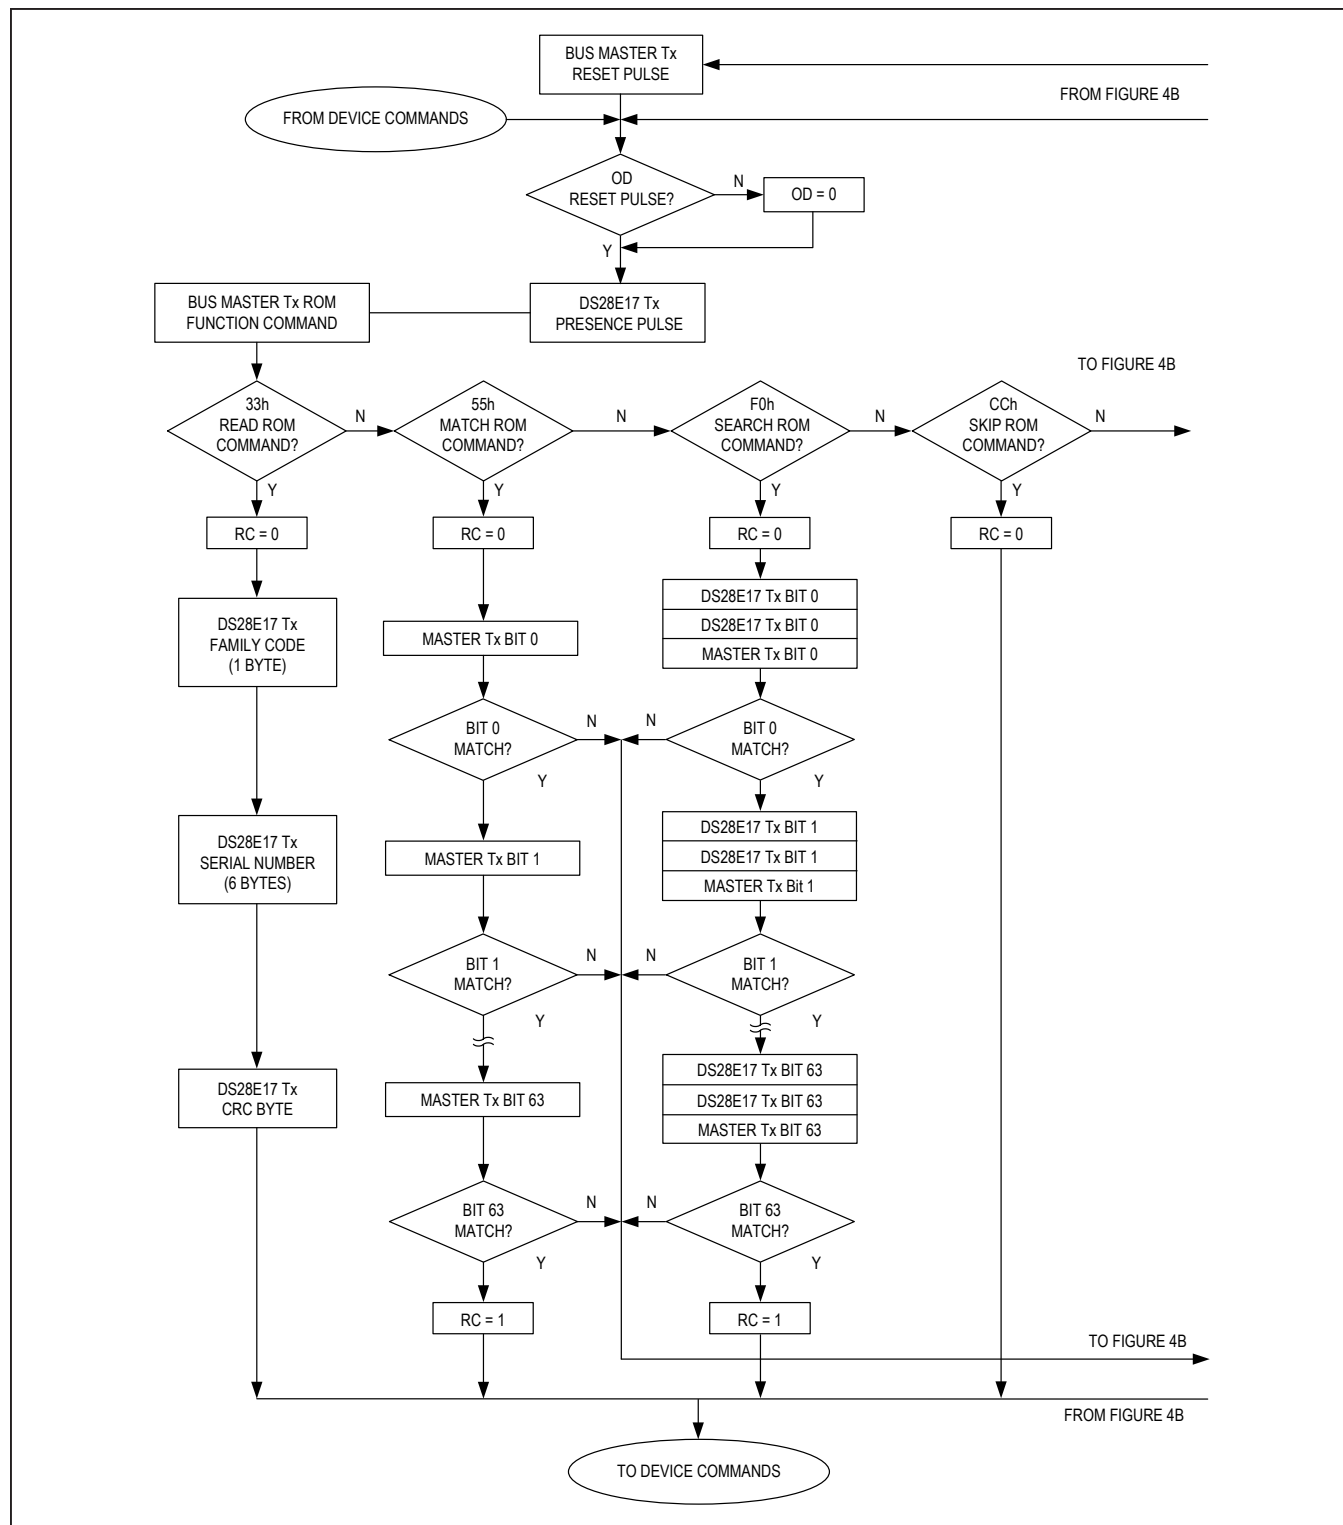 BUS MASTER Tx
RESET PULSE
FROM FIGURE 4B
FROM DEVICE COMMANDS
OD
RESET PULSE?
N
OD = 0
Y
BUS MASTER Tx ROM
FUNCTION COMMAND
DS28E17 Tx
PRESENCE PULSE
TO FIGURE 4B
33h
READ ROM
COMMAND?
N
55h
MATCH ROM
COMMAND?
N
F0h
SEARCH ROM
COMMAND?
N
CCh
SKIP ROM
COMMAND?
N
Y
Y
Y
Y
RC = 0
RC = 0
RC = 0
RC = 0
DS28E17 Tx
FAMILY CODE
(1 BYTE)
MASTER Tx BIT 0
DS28E17 Tx BIT 0
DS28E17 Tx BIT 0
MASTER Tx BIT 0
BIT 0
MATCH?
N
N
BIT 0
MATCH?
Y
Y
DS28E17 Tx
SERIAL NUMBER
(6 BYTES)
MASTER Tx BIT 1
DS28E17 Tx BIT 1
DS28E17 Tx BIT 1
MASTER Tx Bit 1
BIT 1
MATCH?
N
N
BIT 1
MATCH?
Y
Y
DS28E17 Tx
CRC BYTE
MASTER Tx BIT 63
DS28E17 Tx BIT 63
DS28E17 Tx BIT 63
MASTER Tx BIT 63
BIT 63
MATCH?
N
N
BIT 63
MATCH?
Y
Y
RC = 1
RC = 1
TO FIGURE 4B
FROM FIGURE 4B
TO DEVICE COMMANDS